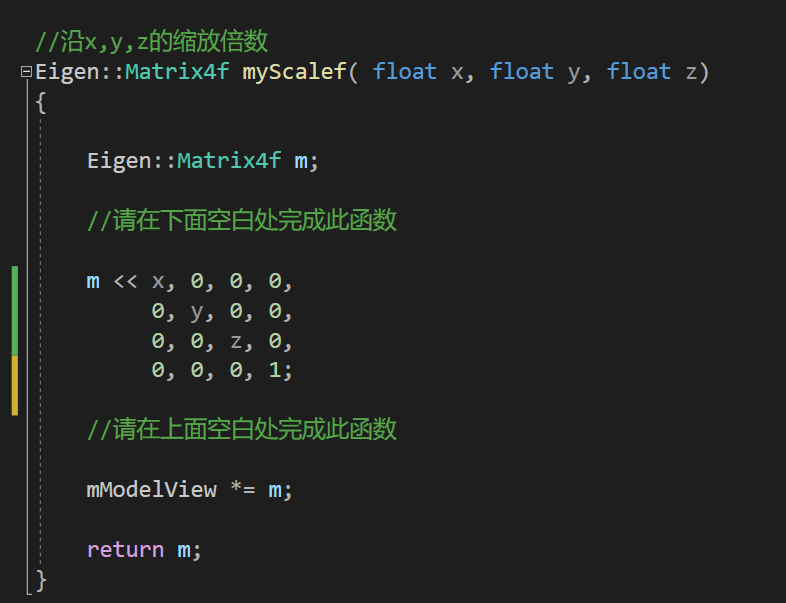 //沿x,y,z的缩放倍数
Eigen::Matrix4f myScalef( float x, float y, float z)
{
Eigen::Matrix4f m;
//请在下面空白处完成此函数
m << x, 0, 0, 0,
0, y, 0, 0,
0, 0, z, 0,
0, 0, 0, 1;
//请在上面空白处完成此函数
mModelView *= m;
return m;
}